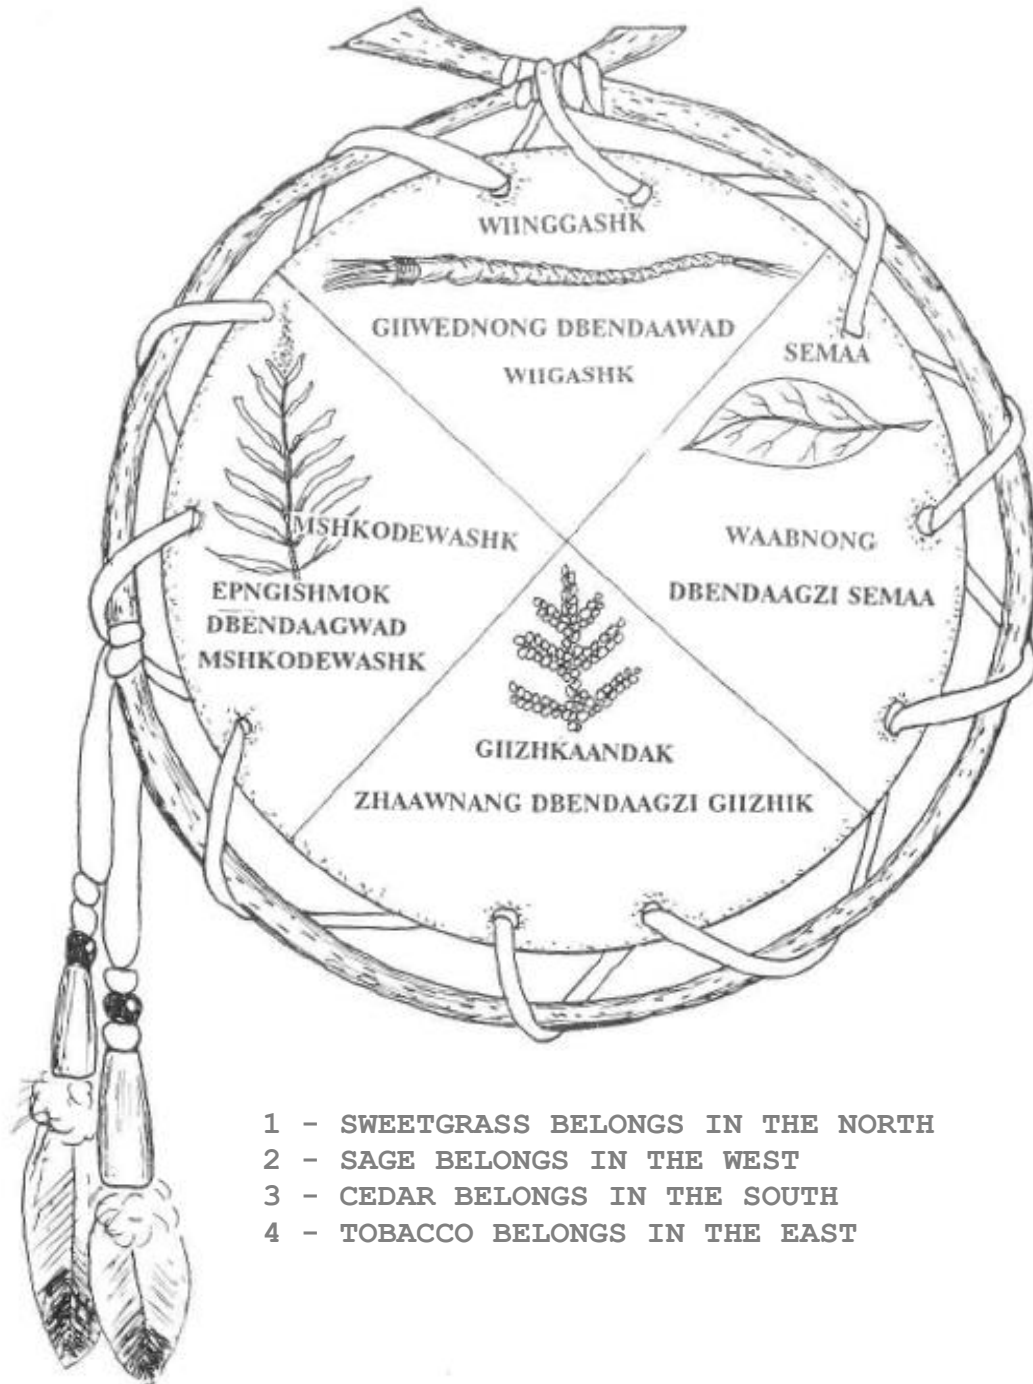 WIINGGASHK
GIIWEDNONG DBENDAAWAD
WIIGASHK
SEMAA
WAABNONG
DBENDAAGZI SEMAA
MSHKODEWASHK
EPNGISHMOK
DBENDAAGWAD
MSHKODEWASHK
GIIZHKAANDAK
ZHAAWNANG DBENDAAGZI GIIZHIK
1 - SWEETGRASS BELONGS IN THE NORTH
2 - SAGE BELONGS IN THE WEST
3 - CEDAR BELONGS IN THE SOUTH
4 - TOBACCO BELONGS IN THE EAST